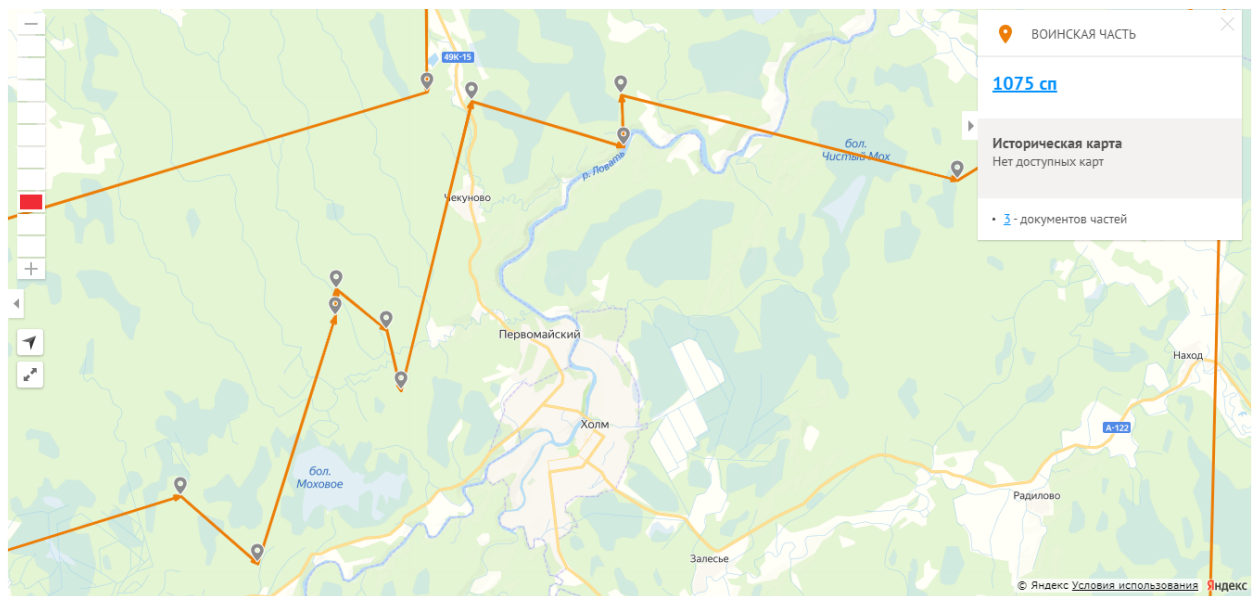 49К-15
ВОИНСКАЯ ЧАСТЬ
1075 сп
Историческая карта
Нет доступных карт
• 3 - документов частей
р. Ловать
бол.
Чистый Мох
Чекуново
Первомайский
Наход
Холм
А-122
бол.
Моховое
Радилово
Залесье
© Яндекс Условия использования Яндекс